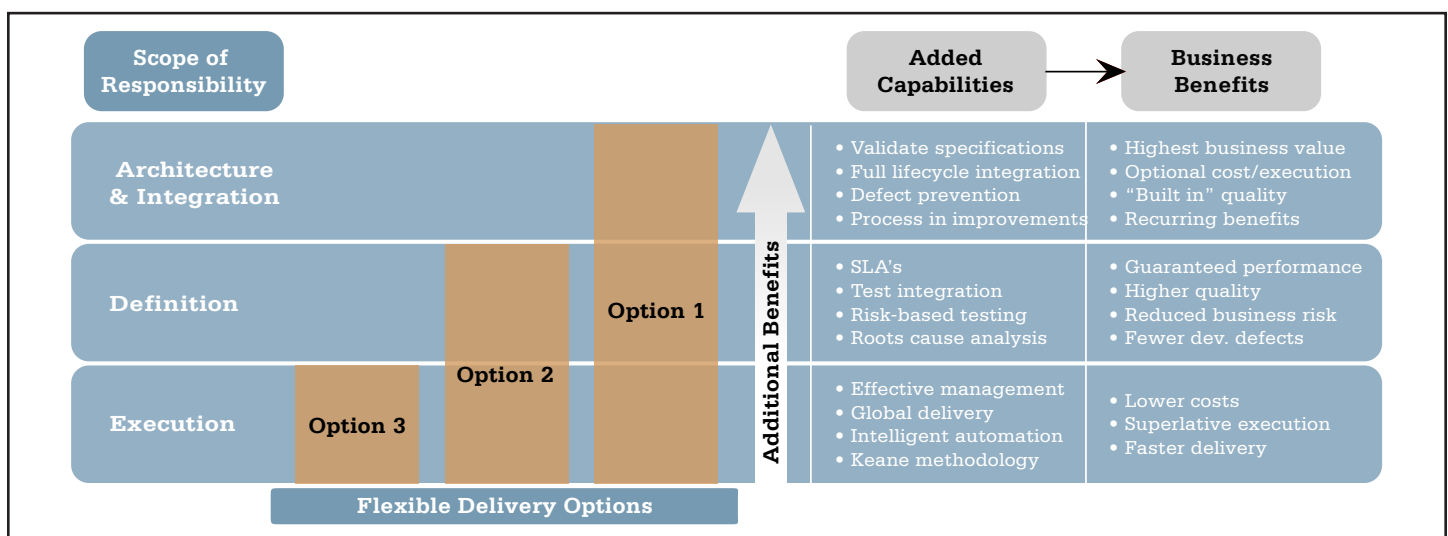 Scope of
Responsibility
Added
Capabilities
Business
Benefits
Architecture
& Integration
• Validate specifications
• Full lifecycle integration
• Defect prevention
• Process in improvements
• Highest business value
• Optional cost/execution
• “Built in” quality
• Recurring benefits
Definition
Option 1
• SLA’s
• Test integration
• Risk-based testing
• Roots cause analysis
• Guaranteed performance
• Higher quality
• Reduced business risk
• Fewer dev. defects
Additional Benefits
Execution
Option 3
Option 2
• Effective management
• Global delivery
• Intelligent automation
• Keane methodology
• Lower costs
• Superlative execution
• Faster delivery
Flexible Delivery Options